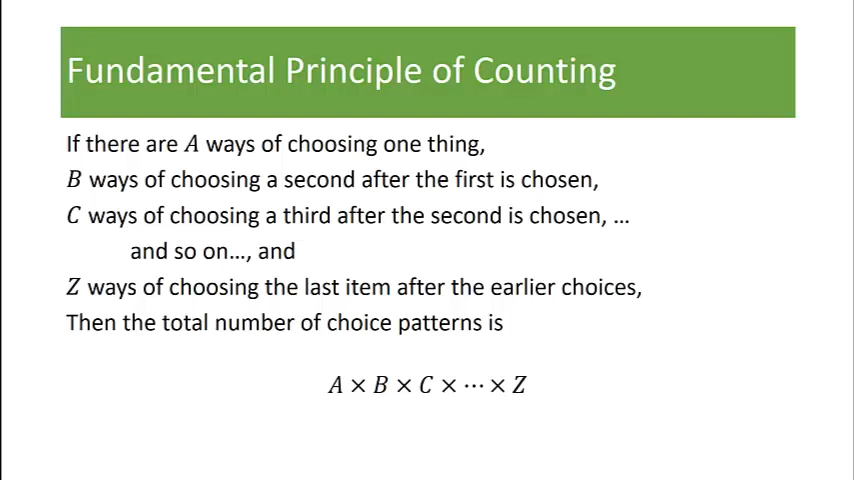 Fundamental Principle of Counting
If there are A ways of choosing one thing,
B ways of choosing a second after the first is chosen,
C ways of choosing a third after the second is chosen, …
and so on…, and
Z ways of choosing the last item after the earlier choices,
Then the total number of choice patterns is
A × B × C × ⋯ × Z